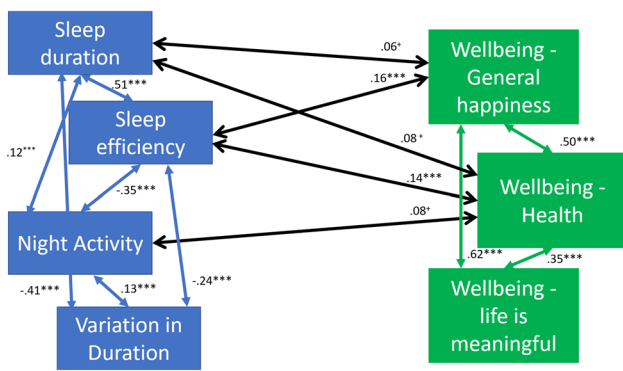 Sleep
duration
.06⁺
Wellbeing -
General
happiness
.16***
.51***
Sleep
efficiency
.12***
.08 ⁺
.50***
-.35***
.14***
Wellbeing -
Health
.08⁺
Night Activity
.62***
.35***
-.41***
.13***
-.24***
Wellbeing -
life is
meaningful
Variation in
Duration